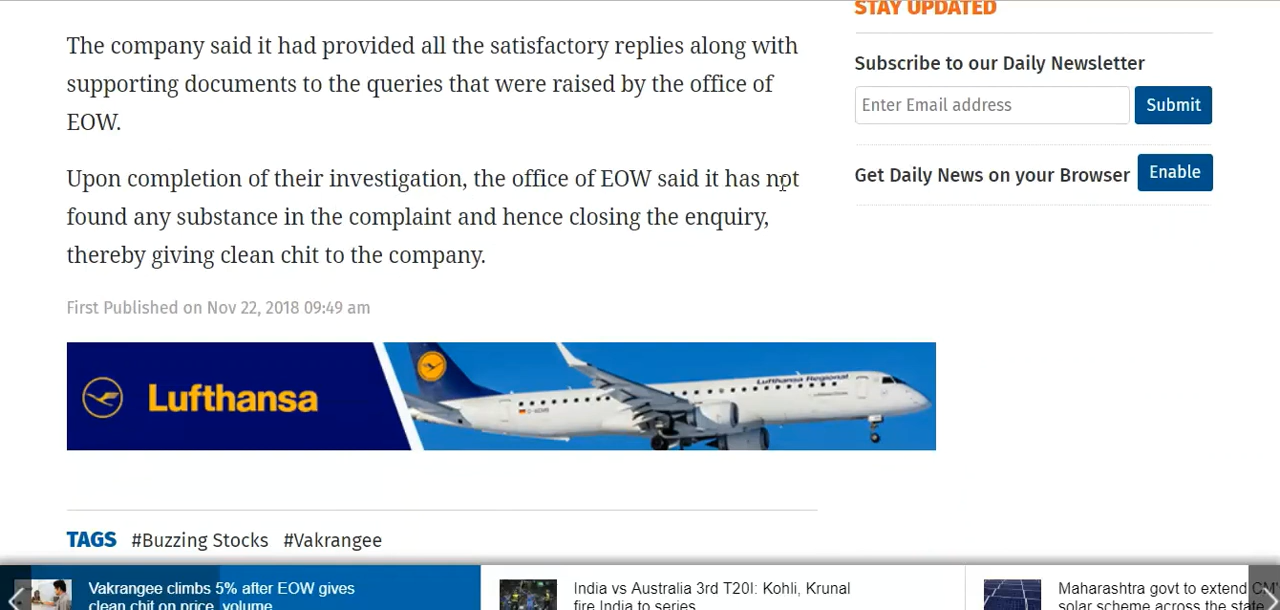 STAY UPDATED
The company said it had provided all the satisfactory replies along with
supporting documents to the queries that were raised by the office of
EOW.
Upon completion of their investigation, the office of EOW said it has not
found any substance in the complaint and hence closing the enquiry,
thereby giving clean chit to the company.
First Published on Nov 22, 2018 09:49 am
Subscribe to our Daily Newsletter
Enter Email address
Submit
Get Daily News on your Browser
Enable
Lufthansa
Lufthansa Regional
TAGS #Buzzing Stocks #Vakrangee
Vakrangee climbs 5% after EOW gives
clean chit on price, volume
India vs Australia 3rd T20I: Kohli, Krunal
fire India to series
Maharashtra govt to extend CM'
solar scheme across the state